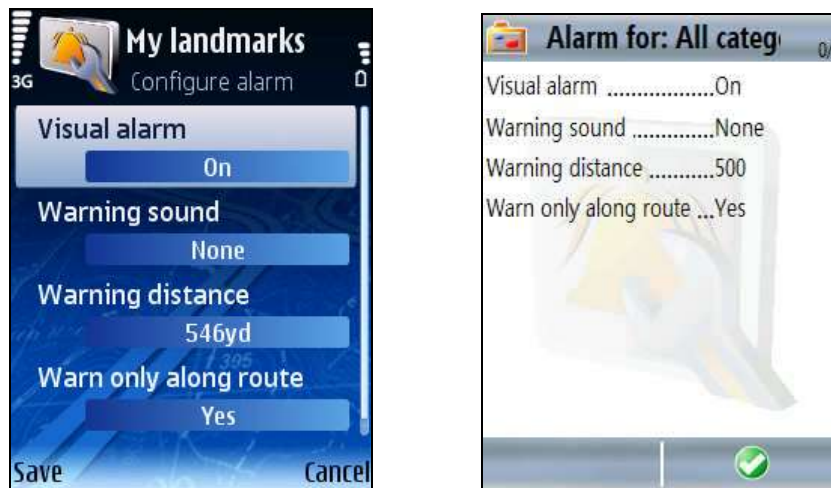 My landmarks
3G
Configure alarm
Visual alarm
On
Warning sound
None
Warning distance
546yd
Warn only along route
Yes
Save
Cancel
Alarm for: All categ
0/
Visual alarm ..................On
Warning sound ..............None
Warning distance ...........500
Warn only along route ...Yes